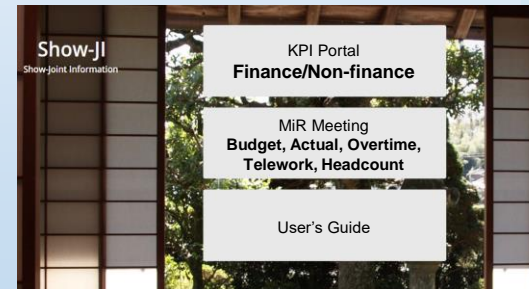 Show-JI
Show-Joint Information
KPI Portal
Finance/Non-finance
MiR Meeting
Budget, Actual, Overtime,
Telework, Headcount
User's Guide